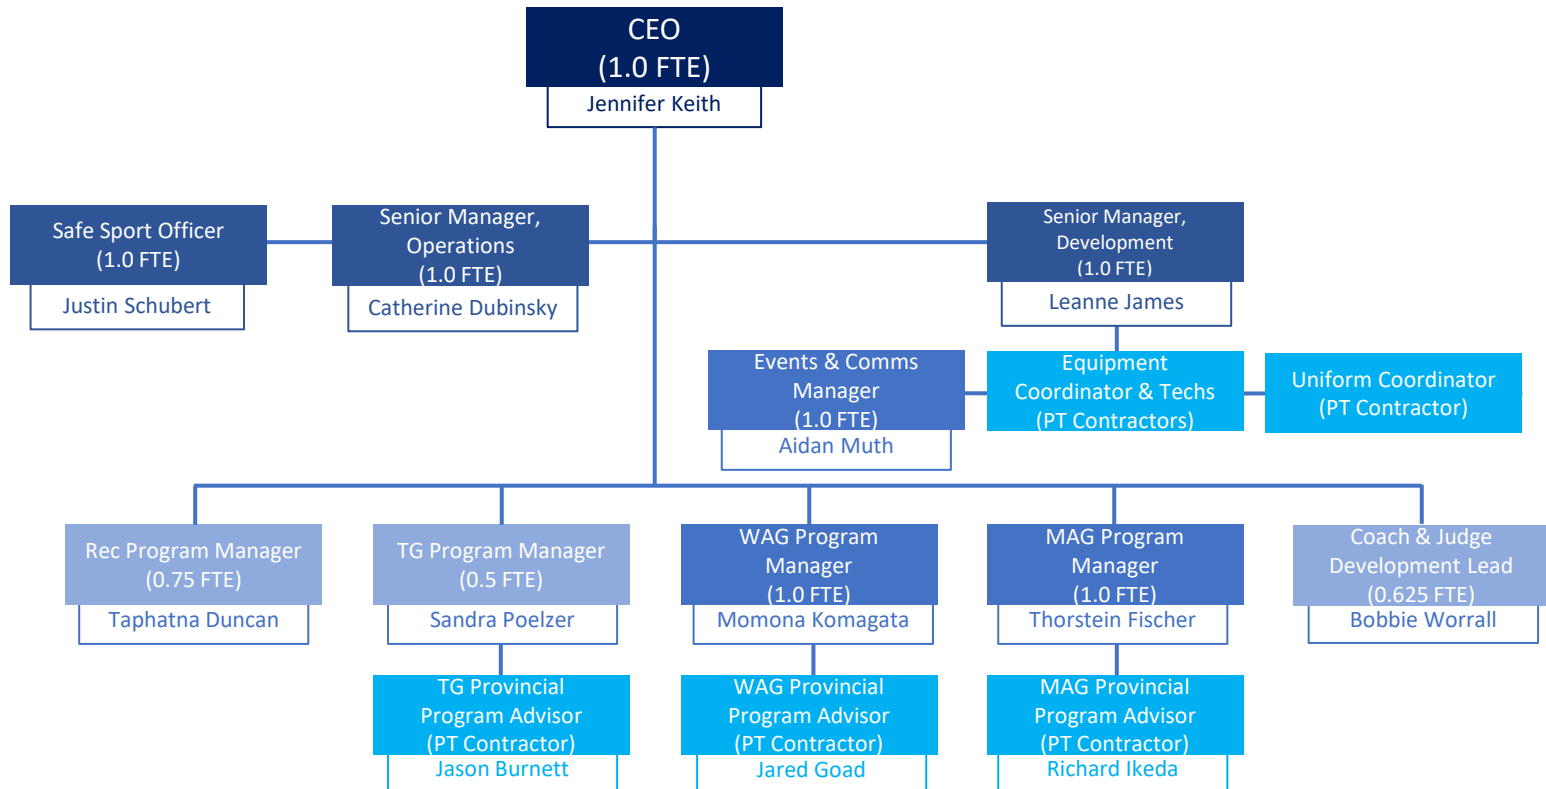 CEO
(1.0 FTE)
Jennifer Keith
Safe Sport Officer
(1.0 FTE)
Justin Schubert
Senior Manager,
Operations
(1.0 FTE)
Catherine Dubinsky
Senior Manager,
Development
(1.0 FTE)
Leanne James
Events & Comms
Manager
(1.0 FTE)
Aidan Muth
Equipment
Coordinator & Techs
(PT Contractors)
Uniform Coordinator
(PT Contractor)
Rec Program Manager
(0.75 FTE)
Taphatna Duncan
TG Program Manager
(0.5 FTE)
Sandra Poelzer
WAG Program
Manager
(1.0 FTE)
Momona Komagata
MAG Program
Manager
(1.0 FTE)
Thorstein Fischer
Coach & Judge
Development Lead
(0.625 FTE)
Bobbie Worrall
TG Provincial
Program Advisor
(PT Contractor)
Jason Burnett
WAG Provincial
Program Advisor
(PT Contractor)
Jared Goad
MAG Provincial
Program Advisor
(PT Contractor)
Richard Ikeda